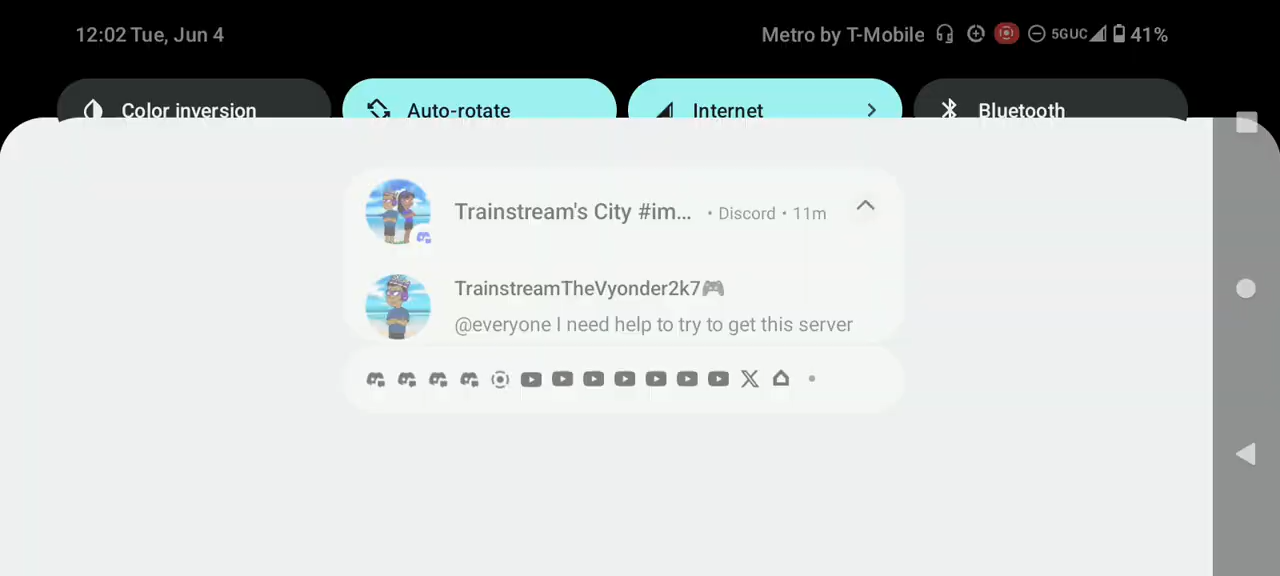 12:02 Tue, Jun 4
Metro by T-Mobile 5GUC 41%
Color inversion
Auto-rotate
Internet
Bluetooth
Trainstream's City #im... • Discord • 11m
TrainstreamTheVyonder2k7🎮
@everyone I need help to try to get this server